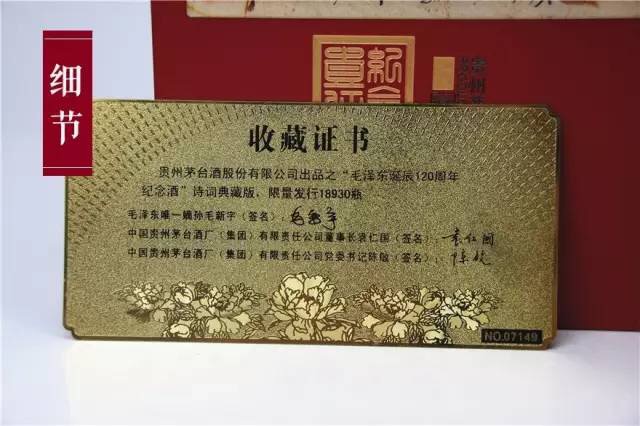 细节
收藏证书
贵州茅台酒股份有限公司出品之“毛泽东诞辰120周年
纪念酒”诗词典藏版，限量发行18930瓶
毛泽东唯一嫡孙毛新宇（签名）：
中国贵州茅台酒厂（集团）有限责任公司董事长袁仁国（签名）：袁仁国
中国贵州茅台酒厂（集团）有限责任公司党委书记陈敏（签名）：
NO.07149